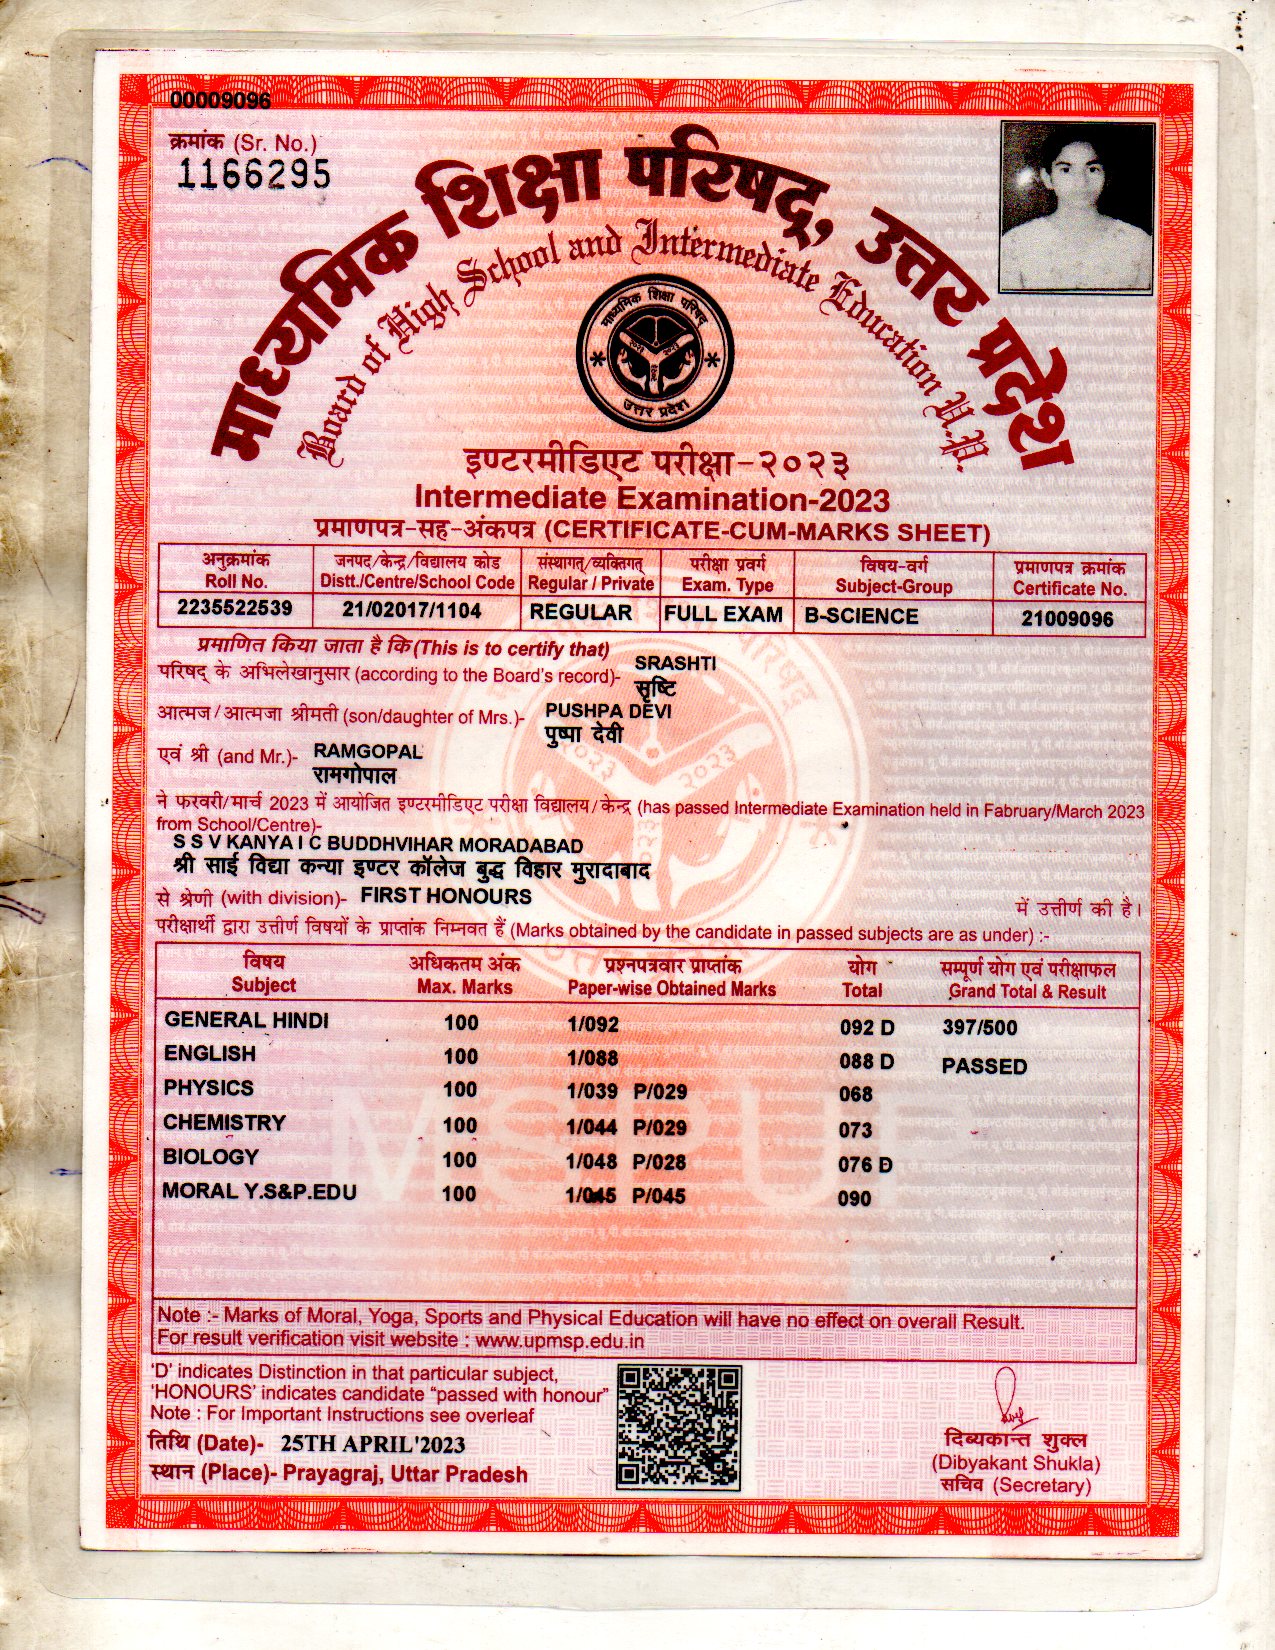 00009096
क्रमांक (Sr. No.)
1166295
माध्यमिक शिक्षा परिषद्, उत्तर प्रदेश
Board of High School and Intermediate Education U.P.
माध्यमिक शिक्षा परिषद्
उत्तर प्रदेश
इण्टरमीडिएट परीक्षा-२०२३
Intermediate Examination-2023
प्रमाणपत्र-सह-अंकपत्र (CERTIFICATE-CUM-MARKS SHEET)
अनुक्रमांक जनपद/केन्द्र/विद्यालय कोड संस्थागत्/व्यक्तिगत् परीक्षा प्रवर्ग विषय-वर्ग प्रमाणपत्र क्रमांक
Roll No. Distt./Centre/School Code Regular / Private Exam. Type Subject-Group Certificate No.
2235522539 21/02017/1104 REGULAR FULL EXAM B-SCIENCE 21009096
प्रमाणित किया जाता है कि (This is to certify that)
परिषद् के अभिलेखानुसार (according to the Board's record)- SRASHTI
सृष्टि
आत्मज/आत्मजा श्रीमती (son/daughter of Mrs.)- PUSHPA DEVI
पुष्पा देवी
एवं श्री (and Mr.)- RAMGOPAL
रामगोपाल
ने फरवरी/मार्च 2023 में आयोजित इण्टरमीडिएट परीक्षा विद्यालय/केन्द्र (has passed Intermediate Examination held in Fabruary/March 2023
from School/Centre)-
S S V KANYA I C BUDDHVIHAR MORADABAD
श्री साई विद्या कन्या इण्टर कॉलेज बुद्ध विहार मुरादाबाद
से श्रेणी (with division)- FIRST HONOURS में उत्तीर्ण की है।
परीक्षार्थी द्वारा उत्तीर्ण विषयों के प्राप्तांक निम्नवत हैं (Marks obtained by the candidate in passed subjects are as under) :-
विषय अधिकतम अंक प्रश्नपत्रवार प्राप्तांक योग सम्पूर्ण योग एवं परीक्षाफल
Subject Max. Marks Paper-wise Obtained Marks Total Grand Total & Result
GENERAL HINDI 100 1/092 092 D 397/500
ENGLISH 100 1/088 088 D PASSED
PHYSICS 100 1/039 P/029 068
CHEMISTRY 100 1/044 P/029 073
BIOLOGY 100 1/048 P/028 076 D
MORAL Y.S&P.EDU 100 1/045 P/045 090
Note :- Marks of Moral, Yoga, Sports and Physical Education will have no effect on overall Result.
For result verification visit website : www.upmsp.edu.in
'D' indicates Distinction in that particular subject,
'HONOURS' indicates candidate "passed with honour"
Note : For Important Instructions see overleaf
तिथि (Date)- 25TH APRIL'2023
स्थान (Place)- Prayagraj, Uttar Pradesh
दिब्यकान्त शुक्ल
(Dibyakant Shukla)
सचिव (Secretary)